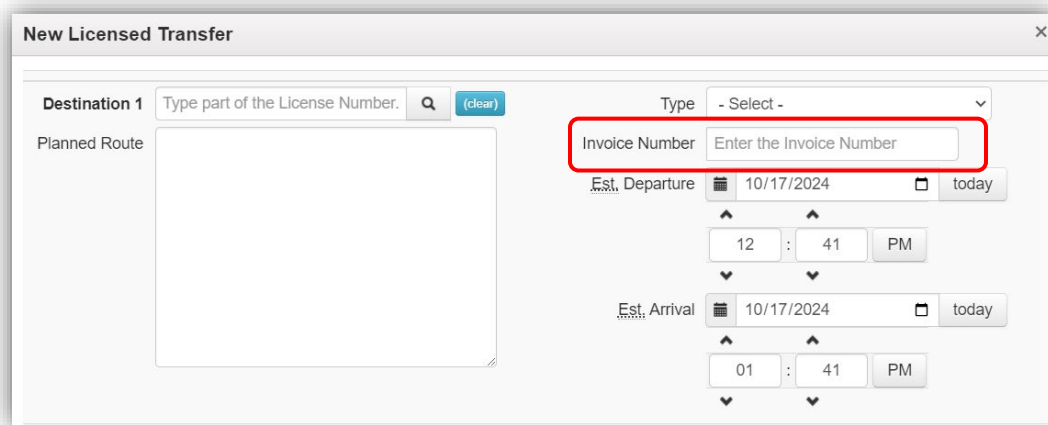 New Licensed Transfer ×
Destination 1 Type part of the License Number. (clear) Type - Select -
Planned Route Invoice Number Enter the Invoice Number
Est. Departure 10/17/2024 today
12 : 41 PM
Est. Arrival 10/17/2024 today
01 : 41 PM